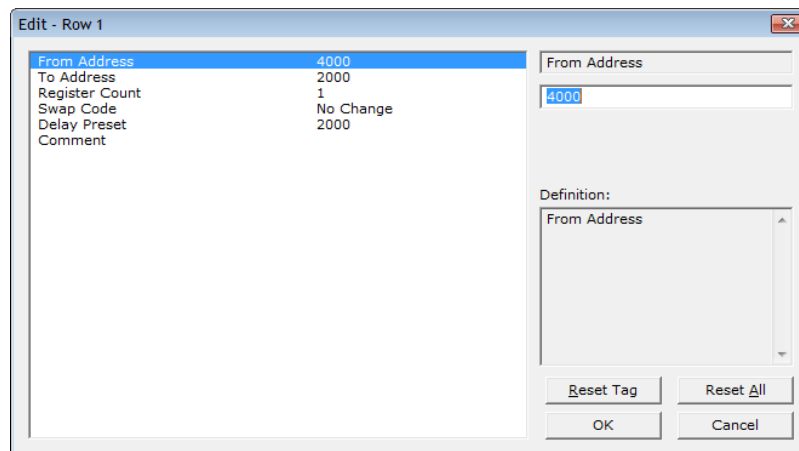 Edit - Row 1
From Address 4000
To Address 2000
Register Count 1
Swap Code No Change
Delay Preset 2000
Comment
From Address
4000
Definition:
From Address
Reset Tag Reset All
OK Cancel